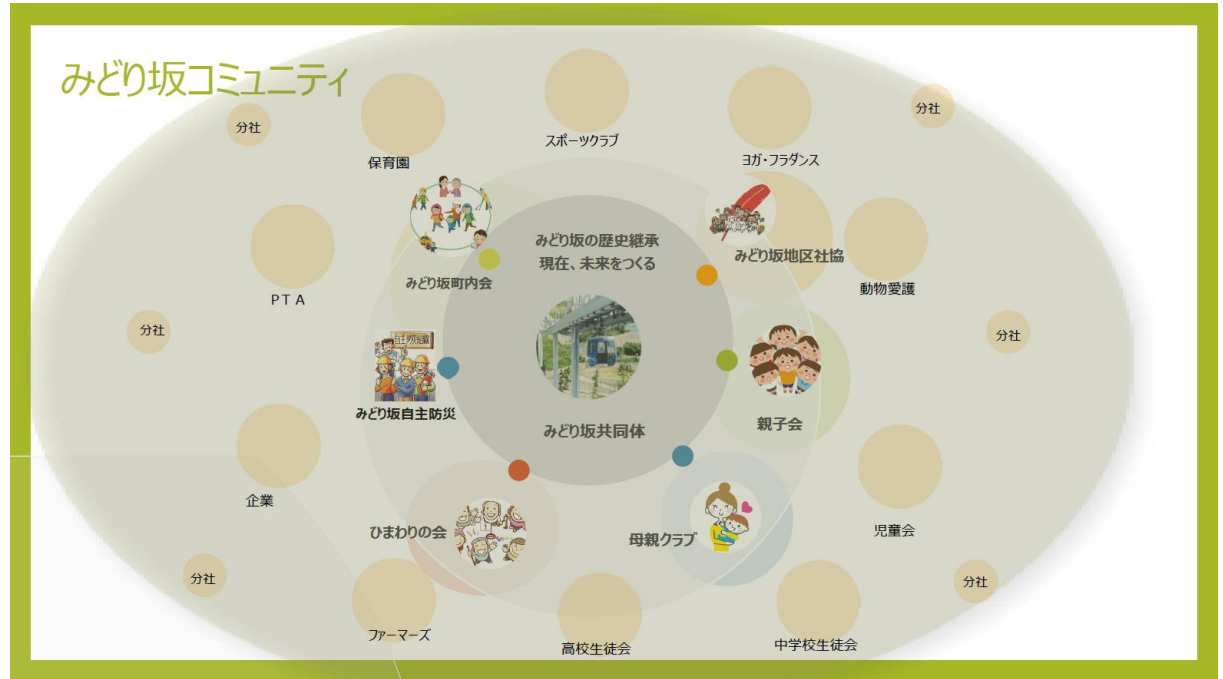 みどり坂コミュニティ
分社
保育園
スポーツクラブ
ヨガ・フラダンス
分社
みどり坂の歴史継承
現在、未来をつくる
みどり坂町内会
みどり坂地区社協
動物愛護
PTA
分社
分社
みどり坂自主防災
みどり坂共同体
親子会
企業
ひまわりの会
母親クラブ
児童会
分社
分社
ファーマーズ
高校生徒会
中学校生徒会